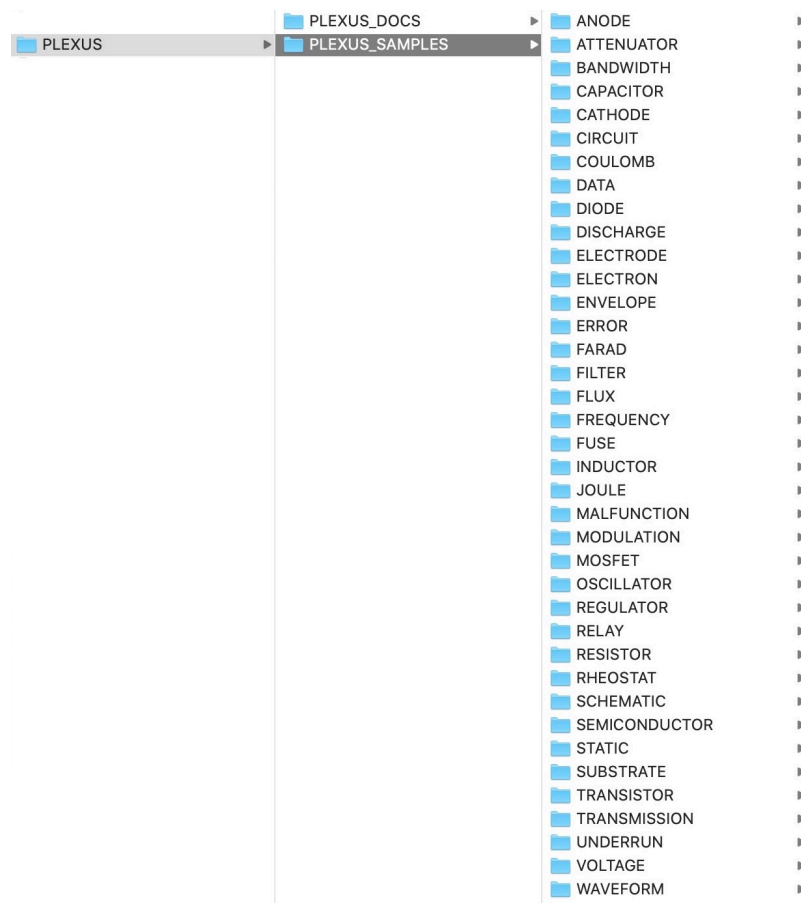 PLEXUS
PLEXUS_DOCS
PLEXUS_SAMPLES
ANODE
ATTENUATOR
BANDWIDTH
CAPACITOR
CATHODE
CIRCUIT
COULOMB
DATA
DIODE
DISCHARGE
ELECTRODE
ELECTRON
ENVELOPE
ERROR
FARAD
FILTER
FLUX
FREQUENCY
FUSE
INDUCTOR
JOULE
MALFUNCTION
MODULATION
MOSFET
OSCILLATOR
REGULATOR
RELAY
RESISTOR
RHEOSTAT
SCHEMATIC
SEMICONDUCTOR
STATIC
SUBSTRATE
TRANSISTOR
TRANSMISSION
UNDERRUN
VOLTAGE
WAVEFORM